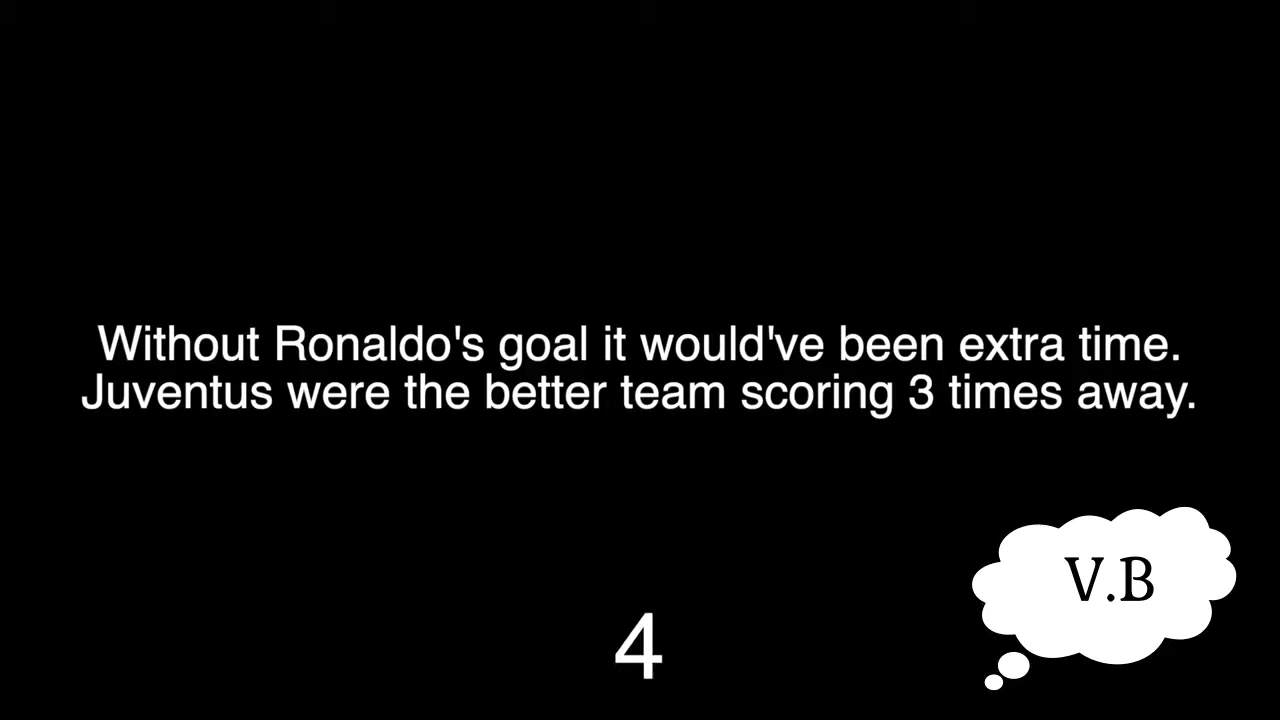 Without Ronaldo's goal it would've been extra time.
Juventus were the better team scoring 3 times away.
V.B
4